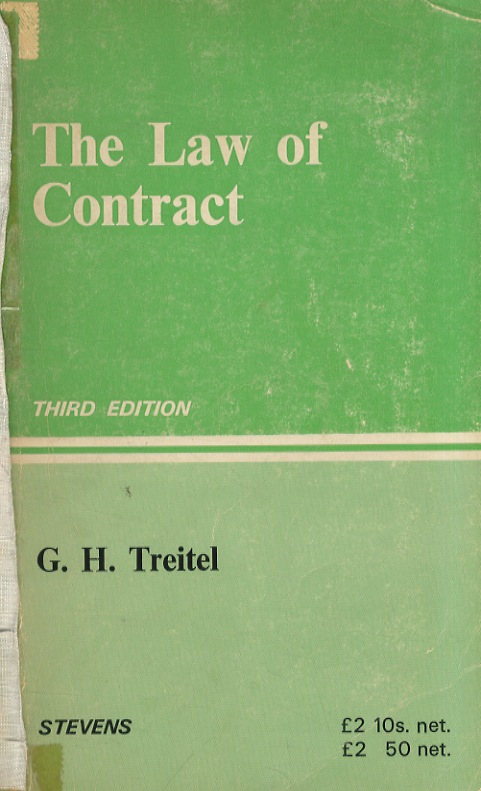 The Law of
Contract
THIRD EDITION
G. H. Treitel
STEVENS
£2 10s. net.
£2 50 net.